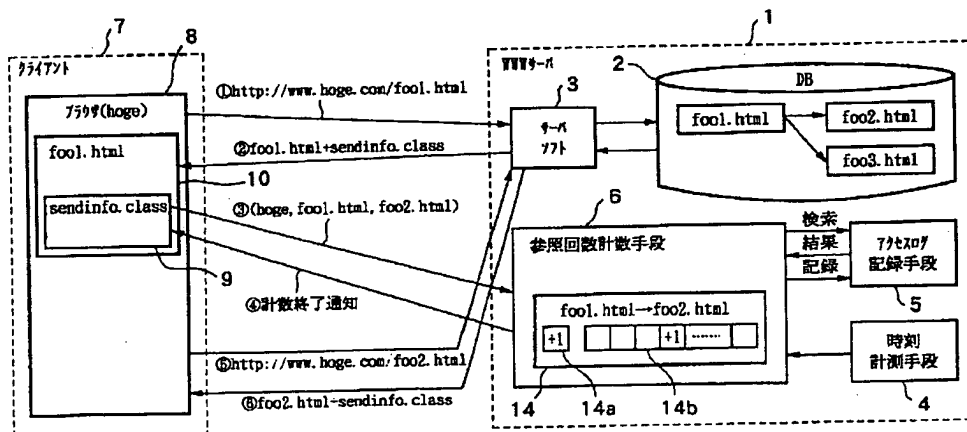 7
クライアント
8
ブラウザ(hoge)
foo1.html
10
sendinfo.class
9
①http://www.hoge.com/foo1.html
②foo1.html+sendinfo.class
③(hoge,foo1.html,foo2.html)
④計数終了通知
⑤http://www.hoge.com/foo2.html
⑥foo2.html+sendinfo.class
1
WWWサーバ
3
サーバ
ソフト
2
DB
foo1.html
foo2.html
foo3.html
6
参照回数計数手段
foo1.html→foo2.html
+1
+1
14
14a
14b
検索
結果
記録
アクセスログ
記録手段
5
時刻
計測手段
4